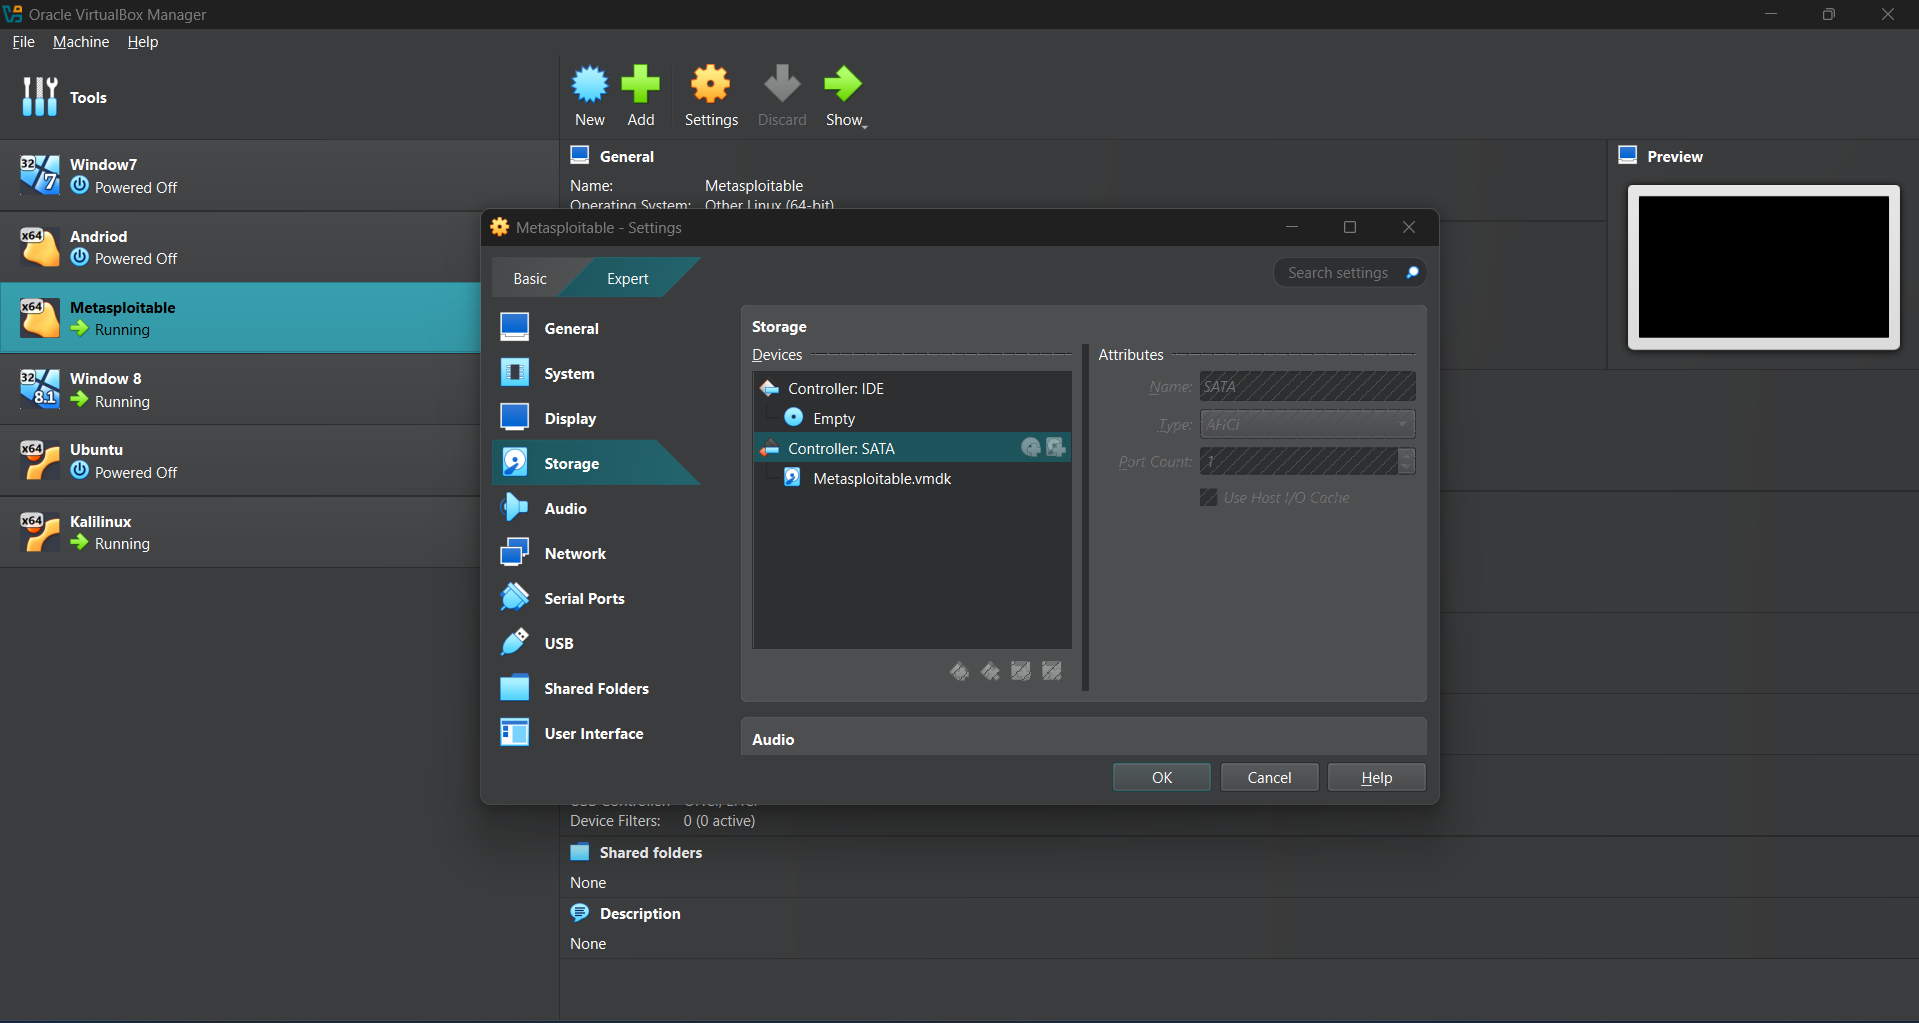 Oracle VirtualBox Manager
File Machine Help
Tools
New Add Settings Discard Show
32 7 Window7
Powered Off
x64 Andriod
Powered Off
x64 Metasploitable
Running
32 8.1 Window 8
Running
x64 Ubuntu
Powered Off
x64 Kalilinux
Running
General
Name: Metasploitable
Operating System: Other Linux (64-bit)
Preview
Metasploitable - Settings
Basic Expert
Search settings
General
System
Display
Storage
Audio
Network
Serial Ports
USB
Shared Folders
User Interface
Storage
Devices
Controller: IDE
Empty
Controller: SATA
Metasploitable.vmdk
Attributes
Name: SATA
Type: AHCI
Port Count: 1
Use Host I/O Cache
Audio
OK Cancel Help
Device Filters: 0 (0 active)
Shared folders
None
Description
None